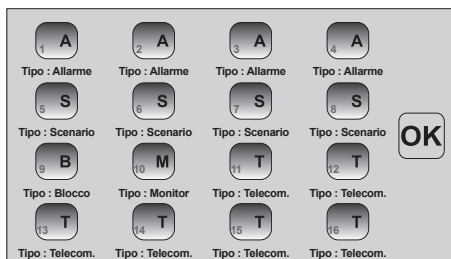 1 A 2 A 3 A 4 A
Tipo : Allarme Tipo : Allarme Tipo : Allarme Tipo : Allarme
5 S 6 S 7 S 8 S
Tipo : Scenario Tipo : Scenario Tipo : Scenario Tipo : Scenario
OK
9 B 10 M 11 T 12 T
Tipo : Blocco Tipo : Monitor Tipo : Telecom. Tipo : Telecom.
13 T 14 T 15 T 16 T
Tipo : Telecom. Tipo : Telecom. Tipo : Telecom. Tipo : Telecom.